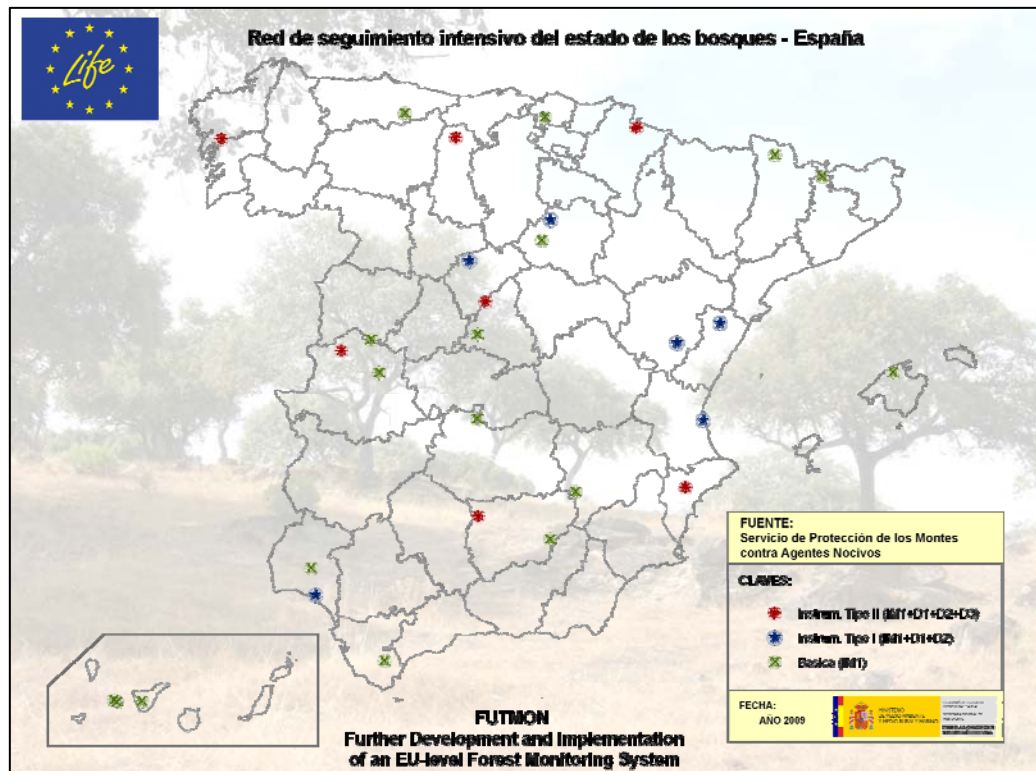 Life
Red de seguimiento intensivo del estado de los bosques - España
FUENTE:
Servicio de Protección de los Montes
contra Agentes Nocivos
CLAVES:
Instrum. Tipo II (IM1+D1+D2+D3)
Instrum. Tipo I (IM1+D1+D2)
Basica (IM1)
FECHA:
AÑO 2009
MINISTERIO
FUTMON
Further Development and Implementation
of an EU-level Forest Monitoring System